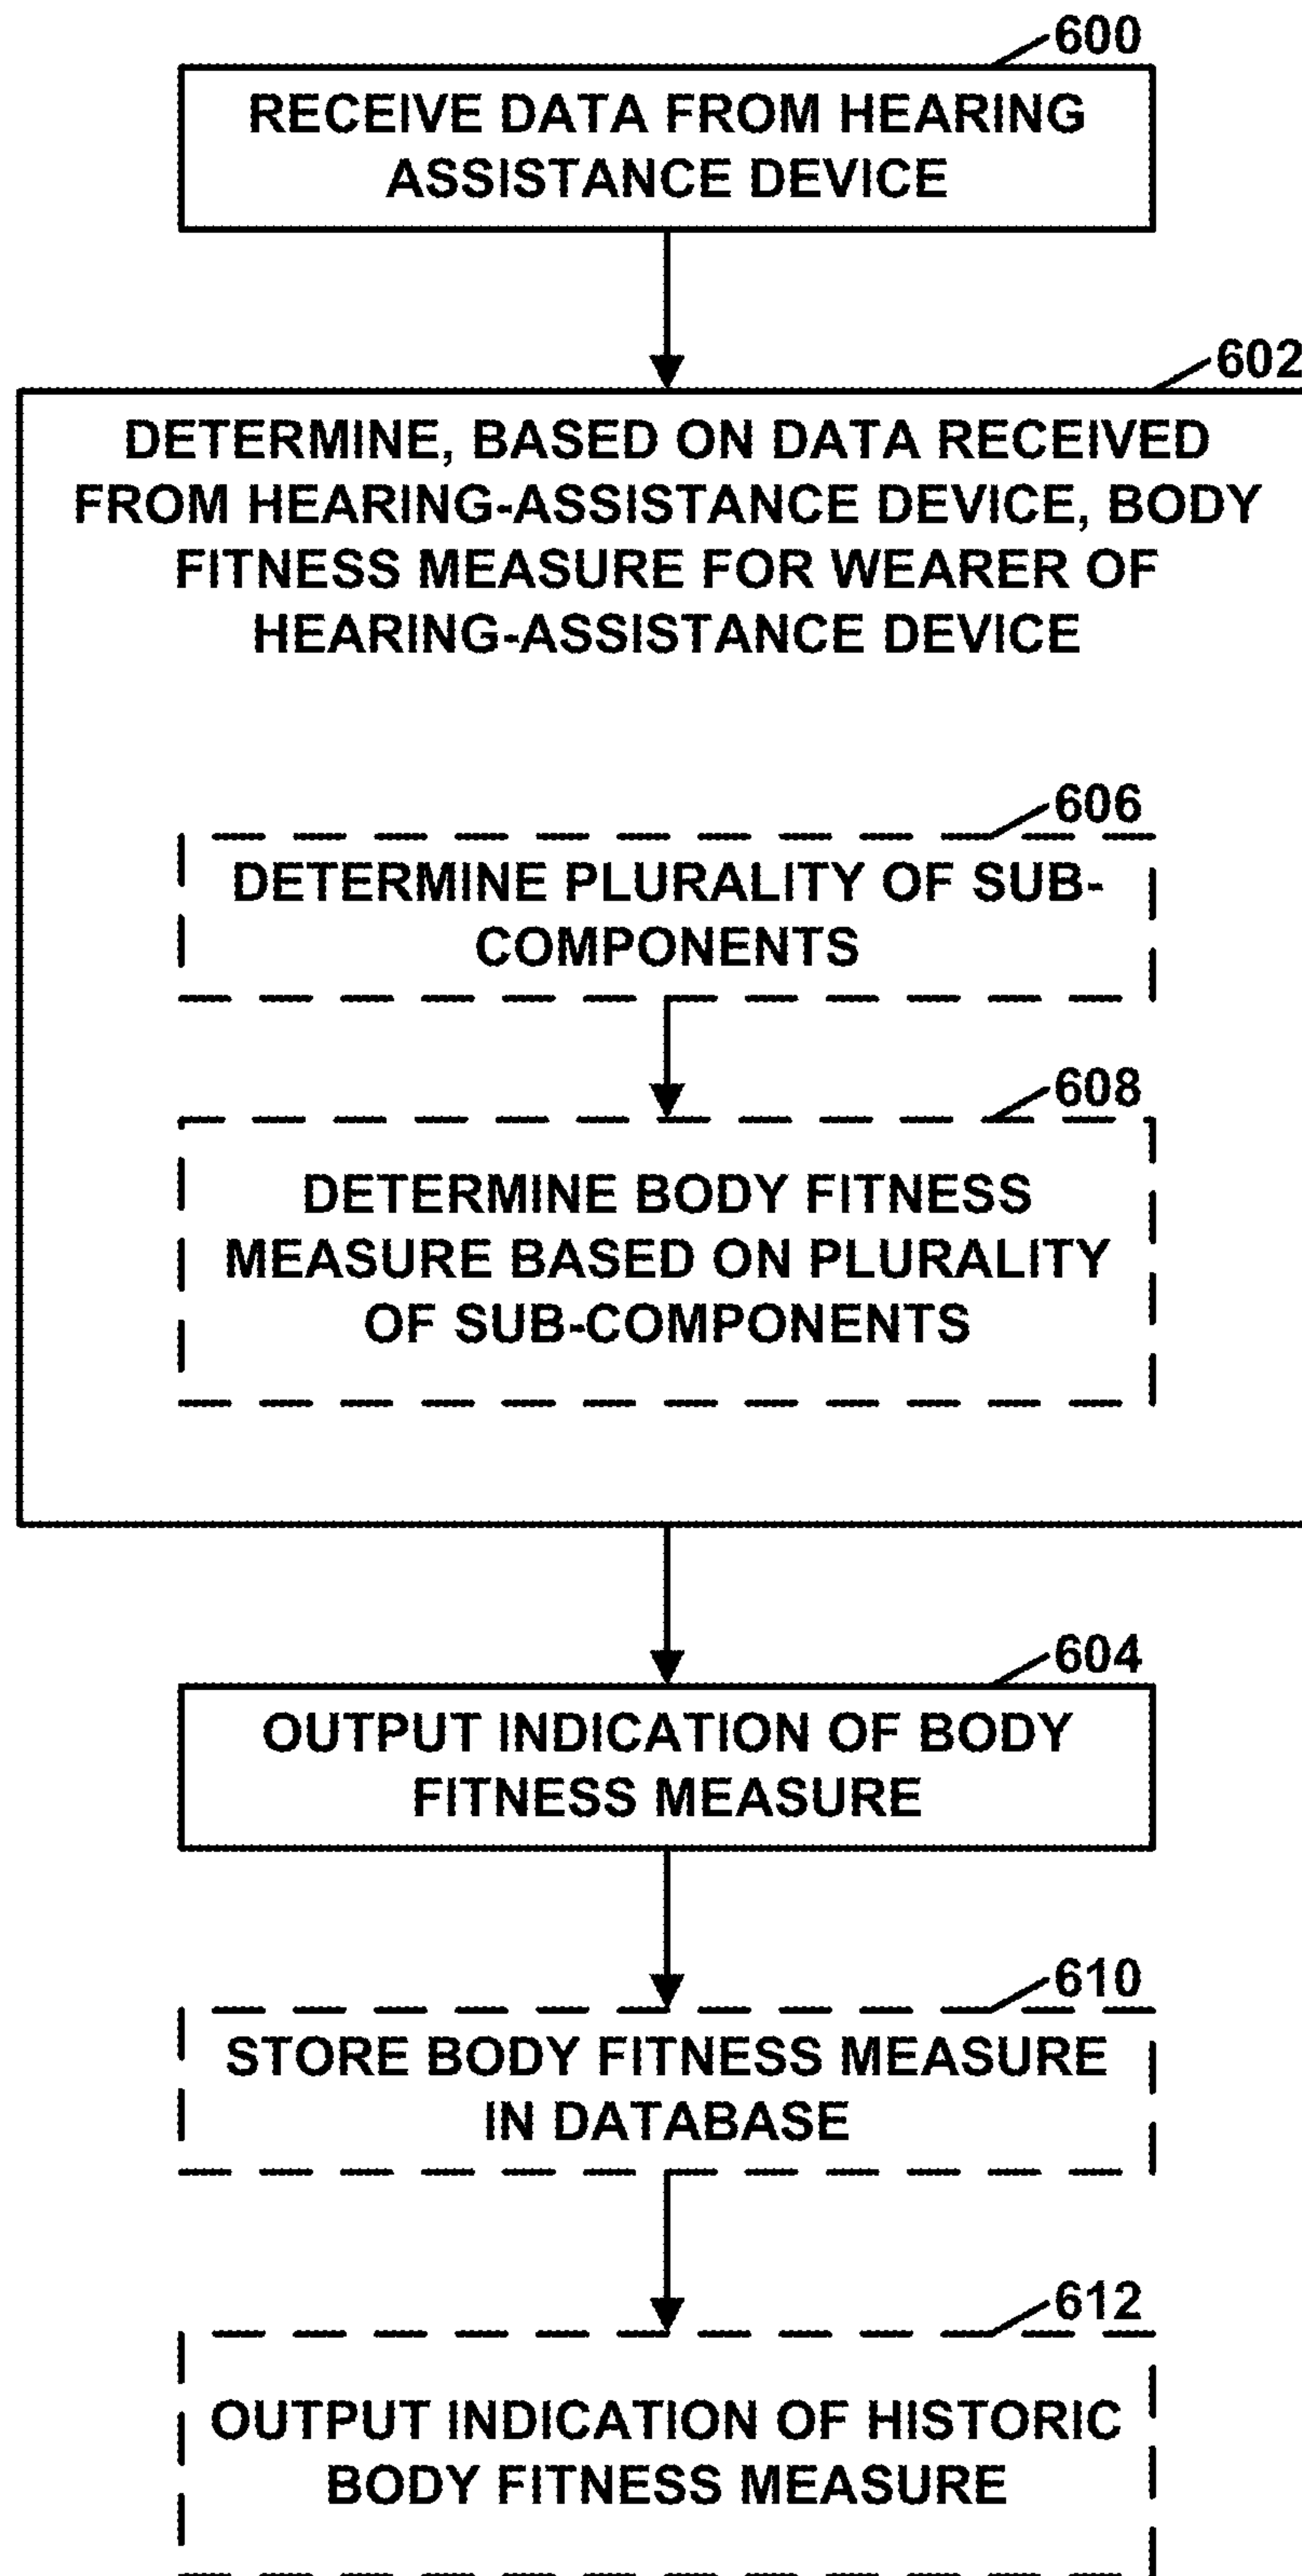 600
RECEIVE DATA FROM HEARING
ASSISTANCE DEVICE
602
DETERMINE, BASED ON DATA RECEIVED
FROM HEARING-ASSISTANCE DEVICE, BODY
FITNESS MEASURE FOR WEARER OF
HEARING-ASSISTANCE DEVICE
606
DETERMINE PLURALITY OF SUB-
COMPONENTS
608
DETERMINE BODY FITNESS
MEASURE BASED ON PLURALITY
OF SUB-COMPONENTS
604
OUTPUT INDICATION OF BODY
FITNESS MEASURE
610
STORE BODY FITNESS MEASURE
IN DATABASE
612
OUTPUT INDICATION OF HISTORIC
BODY FITNESS MEASURE